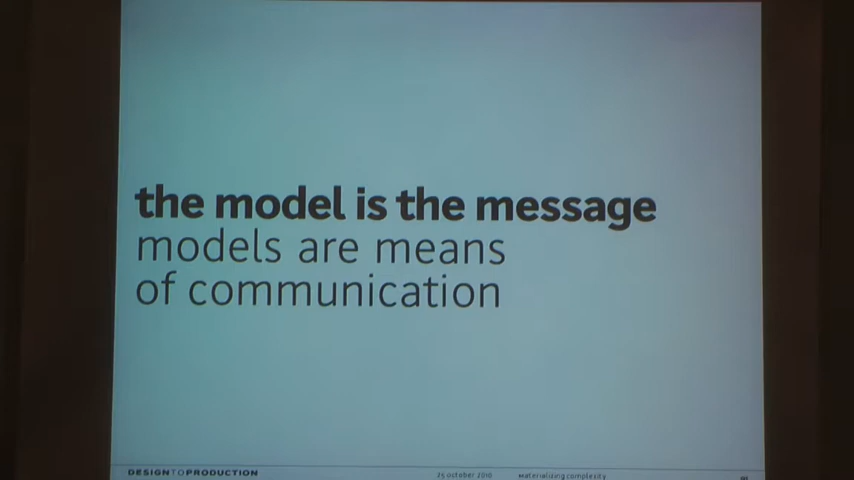 the model is the message
models are means
of communication
DESIGNTOPRODUCTION 25 october 2010 materializing complexity